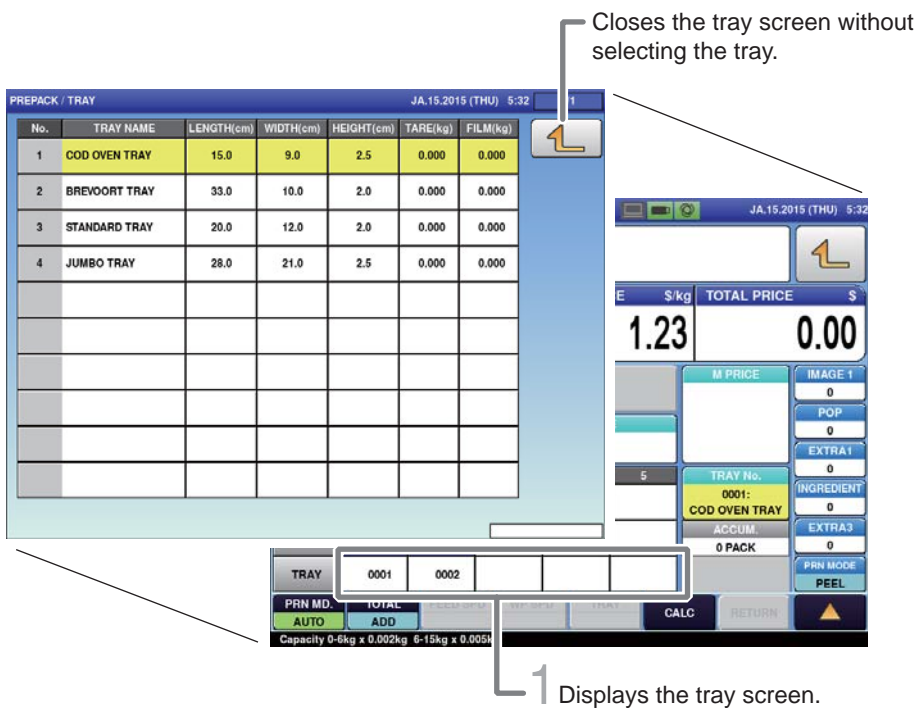 Closes the tray screen without
selecting the tray.
PREPACK / TRAY JA.15.2015 (THU) 5:32
No. TRAY NAME LENGTH(cm) WIDTH(cm) HEIGHT(cm) TARE(kg) FILM(kg)
1 COD OVEN TRAY 15.0 9.0 2.5 0.000 0.000
2 BREVOORT TRAY 33.0 10.0 2.0 0.000 0.000
3 STANDARD TRAY 20.0 12.0 2.0 0.000 0.000
4 JUMBO TRAY 28.0 21.0 2.5 0.000 0.000
JA.15.2015 (THU) 5:32
E $/kg TOTAL PRICE $
1.23 0.00
M PRICE IMAGE 1
0
POP
0
EXTRA1
0
5 TRAY No. INGREDIENT
0001: 0
COD OVEN TRAY
ACCUM. EXTRA3
0 PACK 0
TRAY 0001 0002 PRN MODE
PEEL
PRN MD. TOTAL FEED SPD WP SPD TRAY CALC RETURN
AUTO ADD
Capacity 0-6kg x 0.002kg 6-15kg x 0.005k
1 Displays the tray screen.